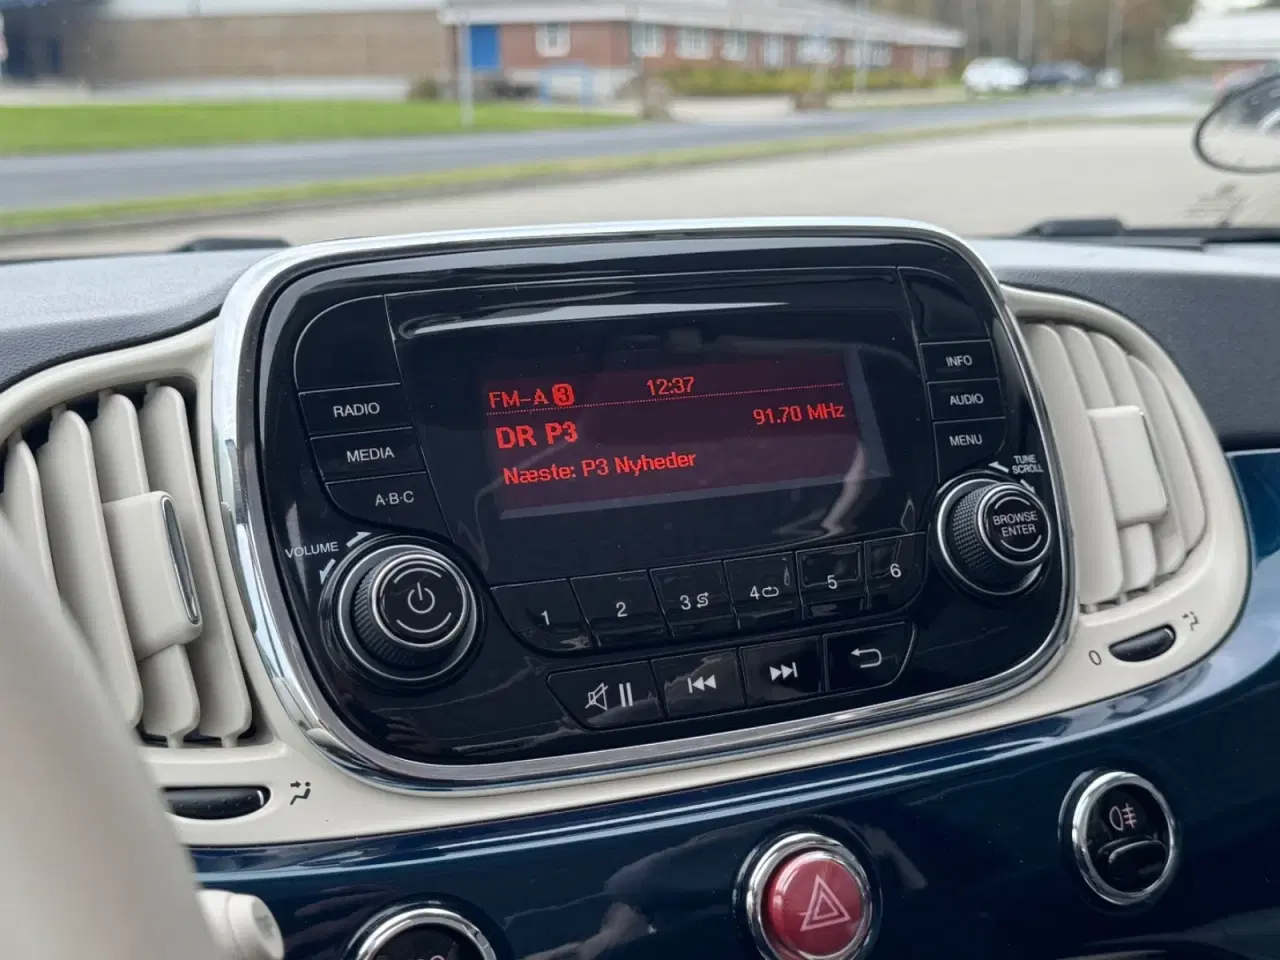 FM-A 3 12:37
DR P3 91.70 MHz
Næste: P3 Nyheder
RADIO
MEDIA
A·B·C
VOLUME
INFO
AUDIO
MENU
TUNE
SCROLL
BROWSE
ENTER
1 2 3 4 5 6
0